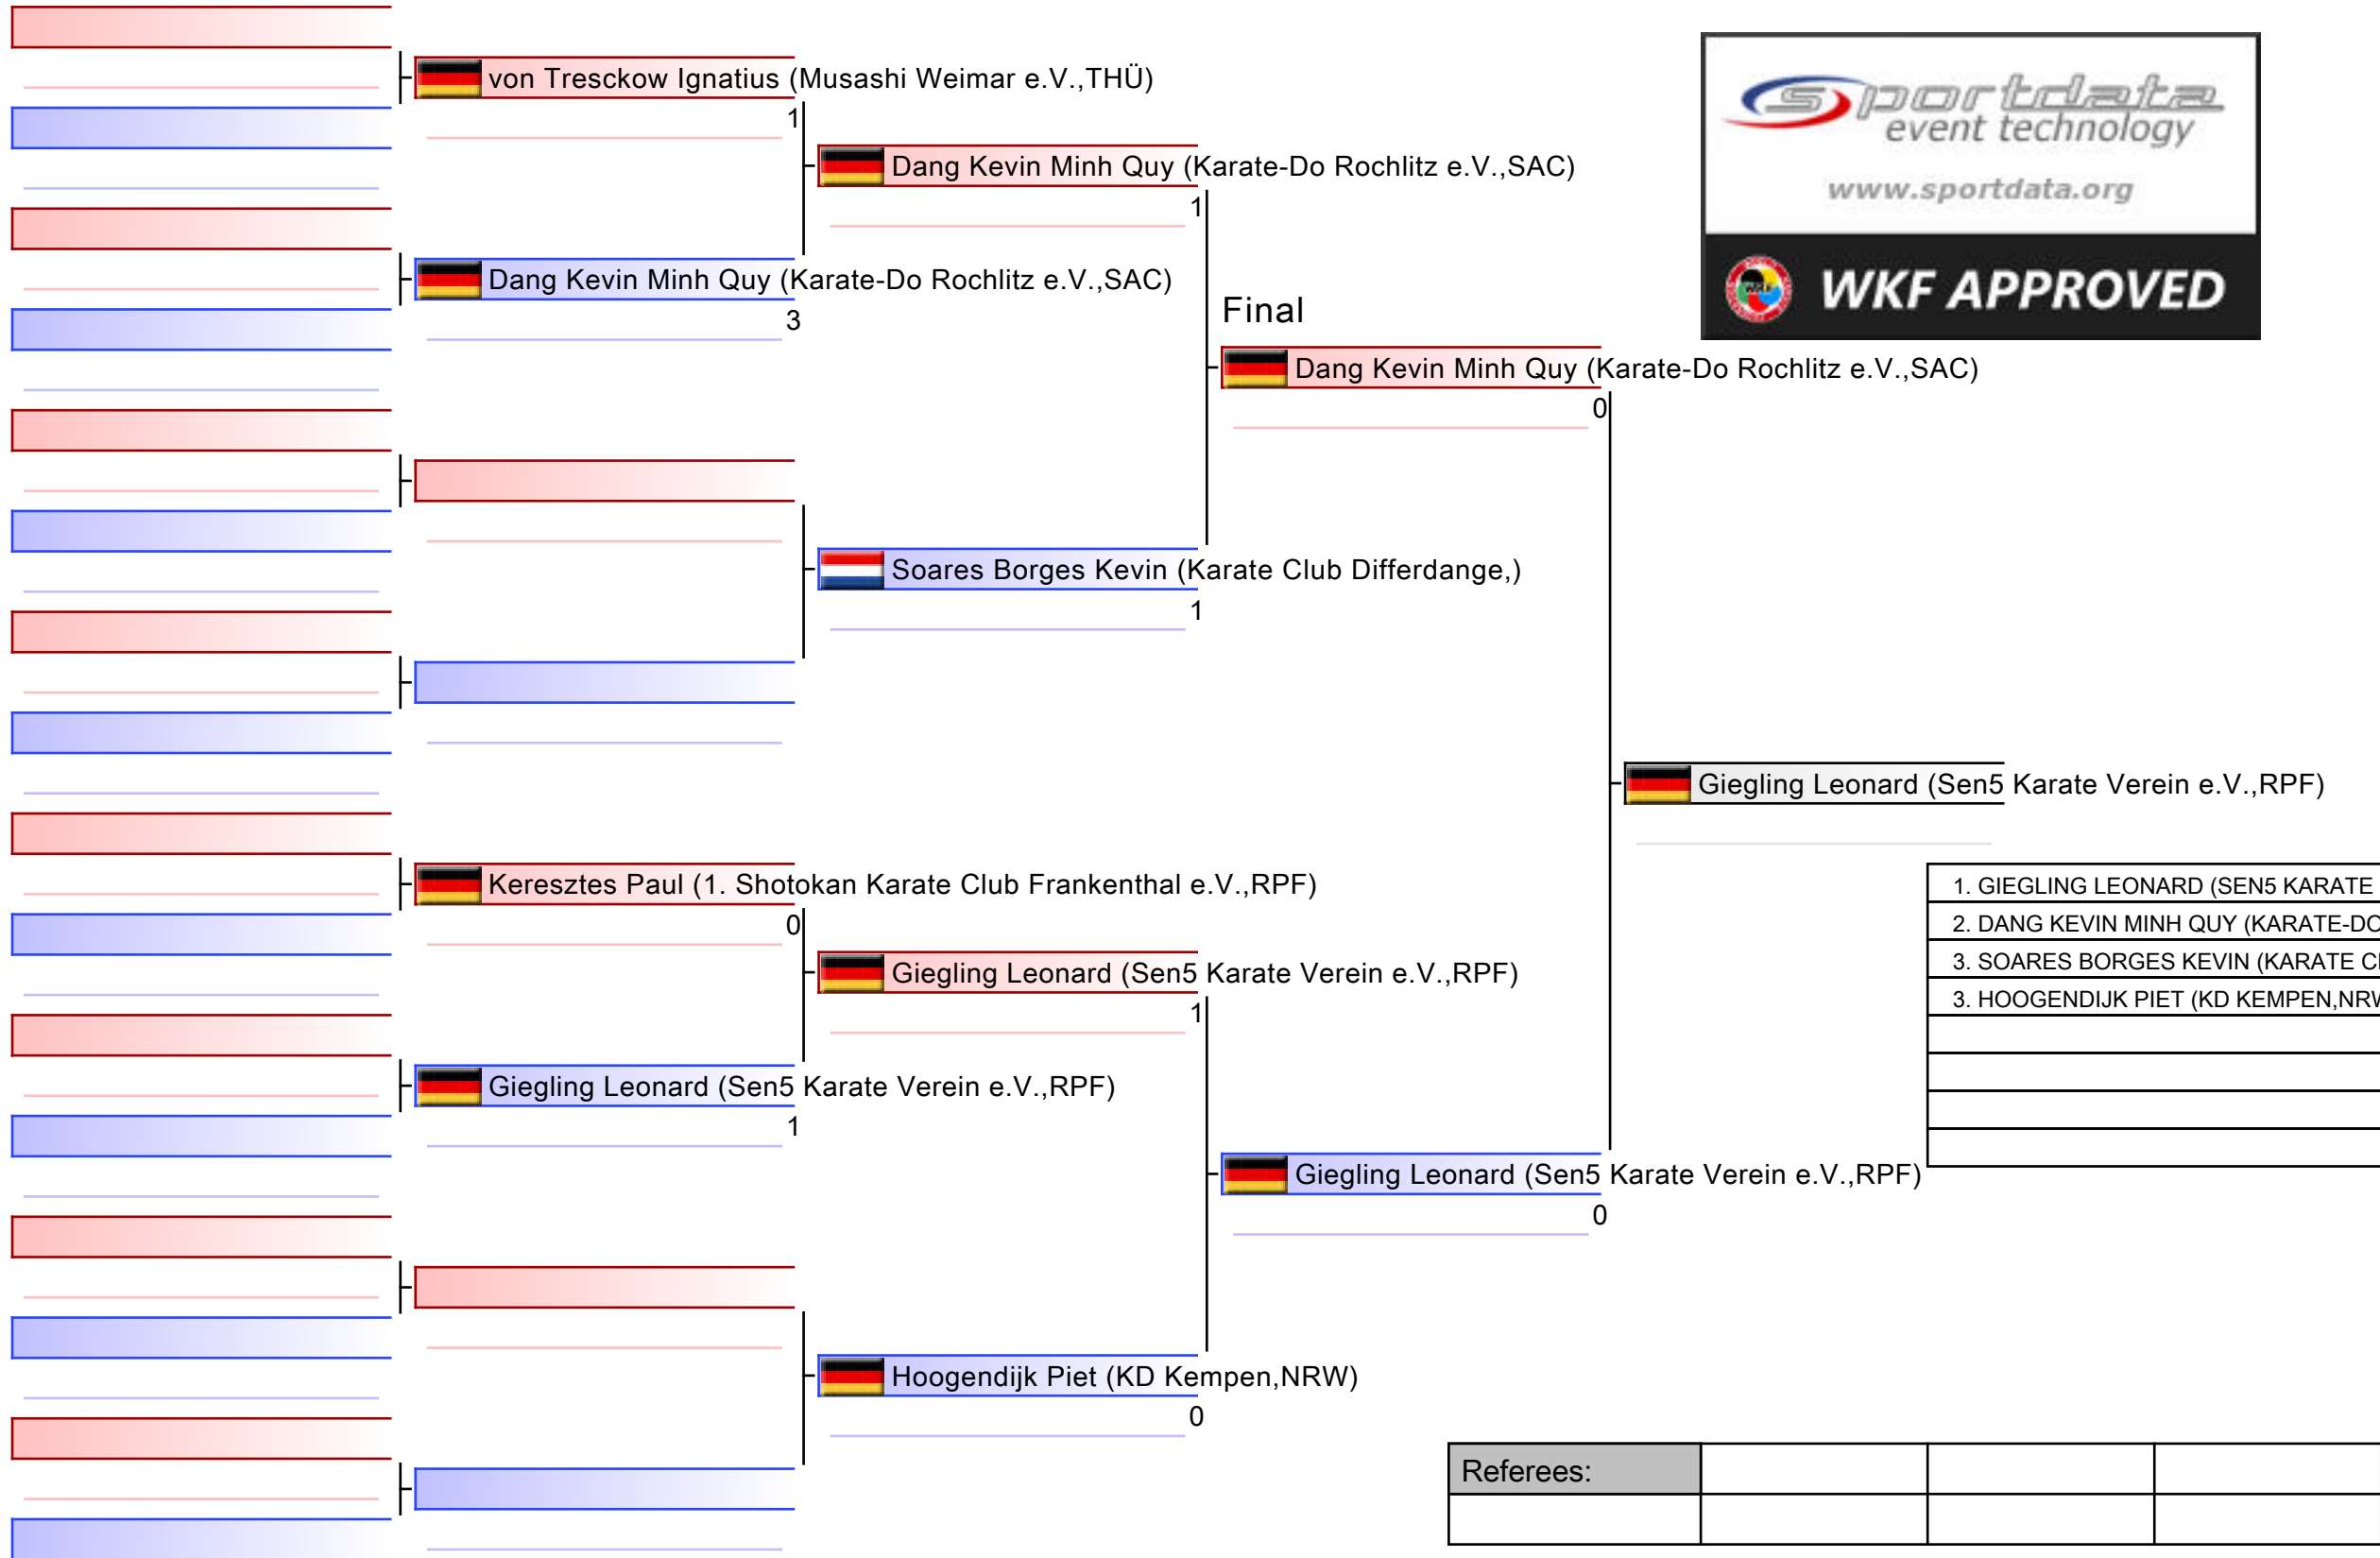 von Tresckow Ignatius (Musashi Weimar e.V.,THÜ)
1
Dang Kevin Minh Quy (Karate-Do Rochlitz e.V.,SAC)
1
Dang Kevin Minh Quy (Karate-Do Rochlitz e.V.,SAC)
3
Final
Dang Kevin Minh Quy (Karate-Do Rochlitz e.V.,SAC)
0
Soares Borges Kevin (Karate Club Differdange,)
1
Giegling Leonard (Sen5 Karate Verein e.V.,RPF)
Keresztes Paul (1. Shotokan Karate Club Frankenthal e.V.,RPF)
0
Giegling Leonard (Sen5 Karate Verein e.V.,RPF)
1
Giegling Leonard (Sen5 Karate Verein e.V.,RPF)
1
Giegling Leonard (Sen5 Karate Verein e.V.,RPF)
0
Hoogendijk Piet (KD Kempen,NRW)
0
sportdata
event technology
www.sportdata.org
WKF
WKF APPROVED
1. GIEGLING LEONARD (SEN5 KARATE
2. DANG KEVIN MINH QUY (KARATE-DO
3. SOARES BORGES KEVIN (KARATE
3. HOOGENDIJK PIET (KD KEMPEN,NRW
Referees: